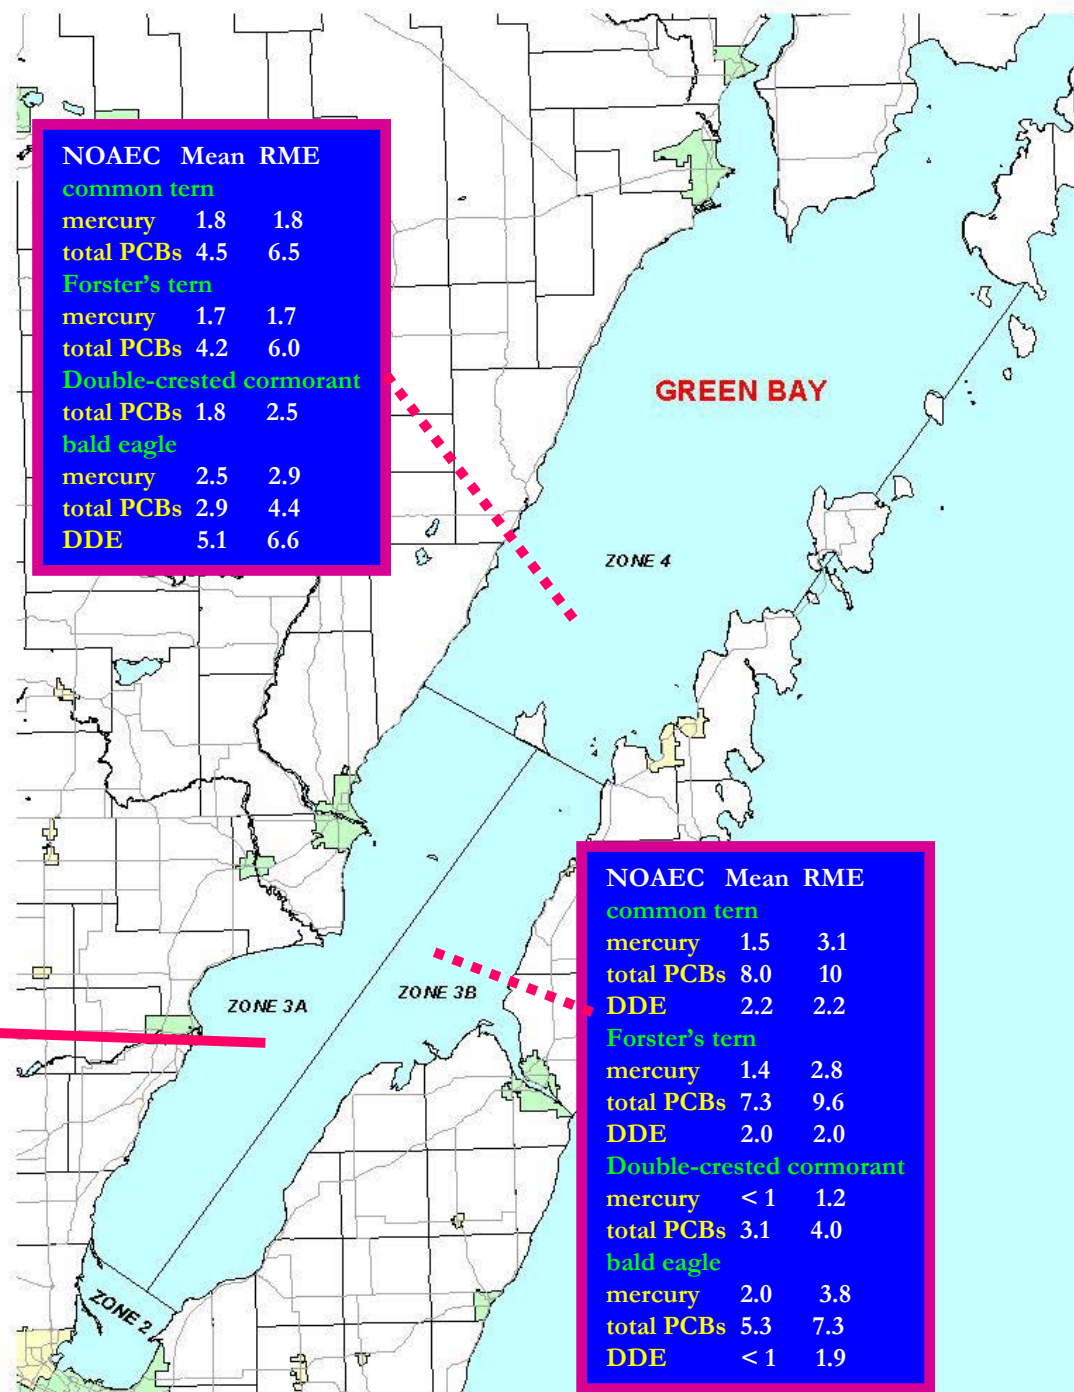 NOAEC Mean RME
common tern
mercury 1.8 1.8
total PCBs 4.5 6.5
Forster's tern
mercury 1.7 1.7
total PCBs 4.2 6.0
Double-crested cormorant
total PCBs 1.8 2.5
bald eagle
mercury 2.5 2.9
total PCBs 2.9 4.4
DDE 5.1 6.6
GREEN BAY
ZONE 4
ZONE 3A
ZONE 3B
ZONE 2
NOAEC Mean RME
common tern
mercury 1.5 3.1
total PCBs 8.0 10
DDE 2.2 2.2
Forster's tern
mercury 1.4 2.8
total PCBs 7.3 9.6
DDE 2.0 2.0
Double-crested cormorant
mercury < 1 1.2
total PCBs 3.1 4.0
bald eagle
mercury 2.0 3.8
total PCBs 5.3 7.3
DDE < 1 1.9